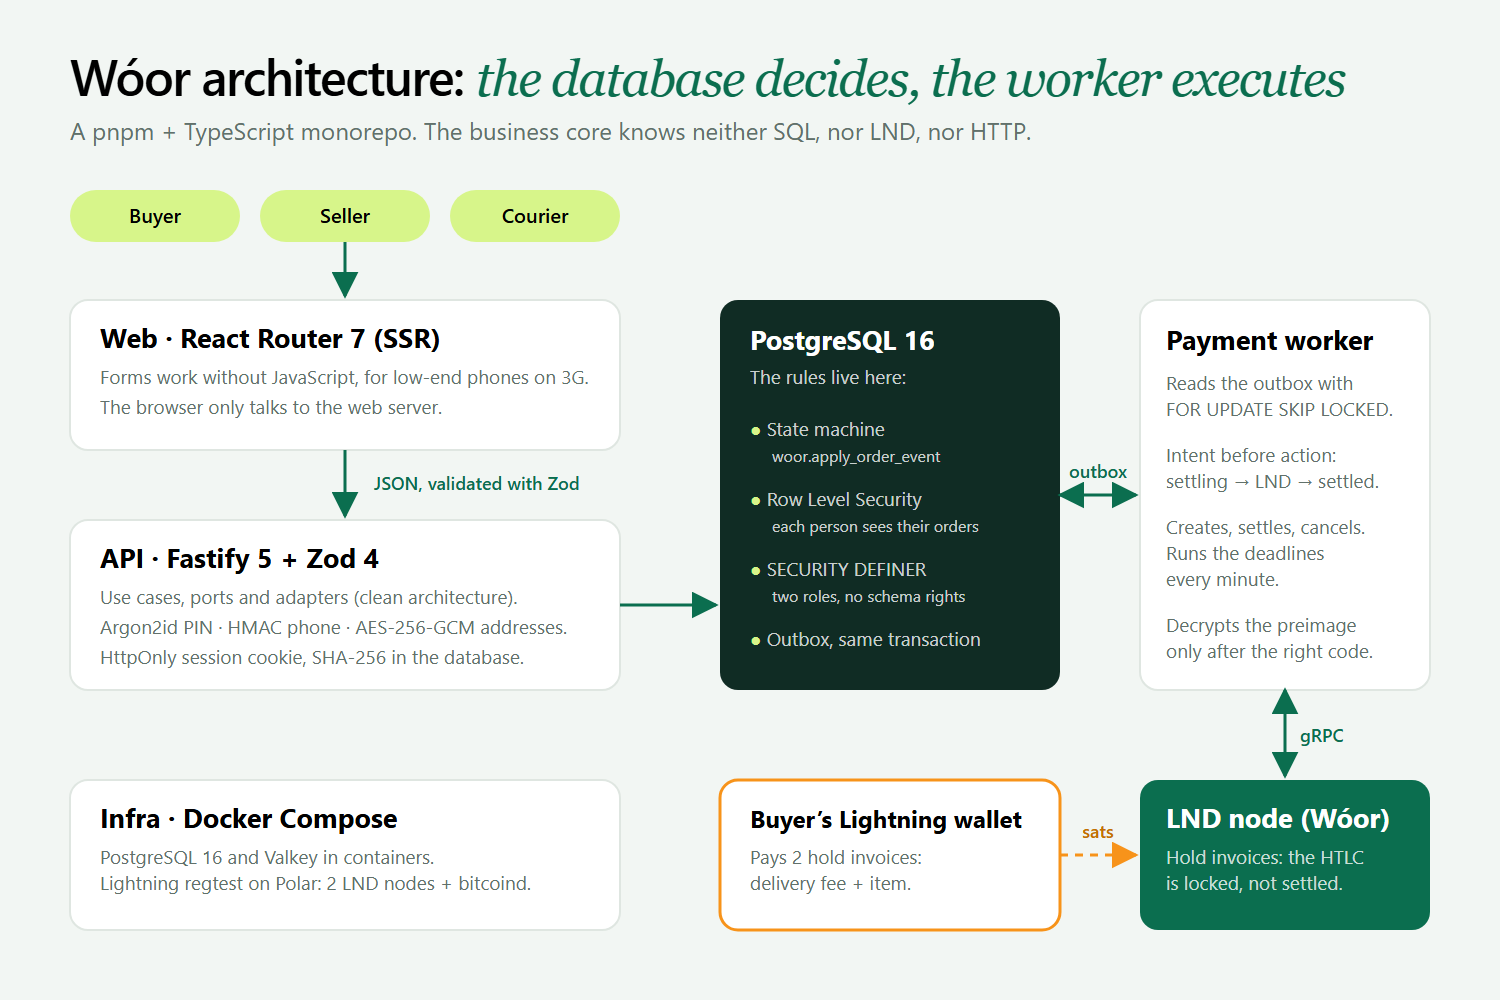 Wóor architecture: the database decides, the worker executes
A pnpm + TypeScript monorepo. The business core knows neither SQL, nor LND, nor HTTP.
Buyer
Seller
Courier
Web · React Router 7 (SSR)
Forms work without JavaScript, for low-end phones on 3G.
The browser only talks to the web server.
JSON, validated with Zod
API · Fastify 5 + Zod 4
Use cases, ports and adapters (clean architecture).
Argon2id PIN · HMAC phone · AES-256-GCM addresses.
HttpOnly session cookie, SHA-256 in the database.
PostgreSQL 16
The rules live here:
● State machine
woor.apply_order_event
● Row Level Security
each person sees their orders
● SECURITY DEFINER
two roles, no schema rights
● Outbox, same transaction
outbox
Payment worker
Reads the outbox with
FOR UPDATE SKIP LOCKED.
Intent before action:
settling → LND → settled.
Creates, settles, cancels.
Runs the deadlines
every minute.
Decrypts the preimage
only after the right code.
gRPC
Infra · Docker Compose
PostgreSQL 16 and Valkey in containers.
Lightning regtest on Polar: 2 LND nodes + bitcoind.
Buyer’s Lightning wallet
Pays 2 hold invoices:
delivery fee + item.
sats
LND node (Wóor)
Hold invoices: the HTLC
is locked, not settled.